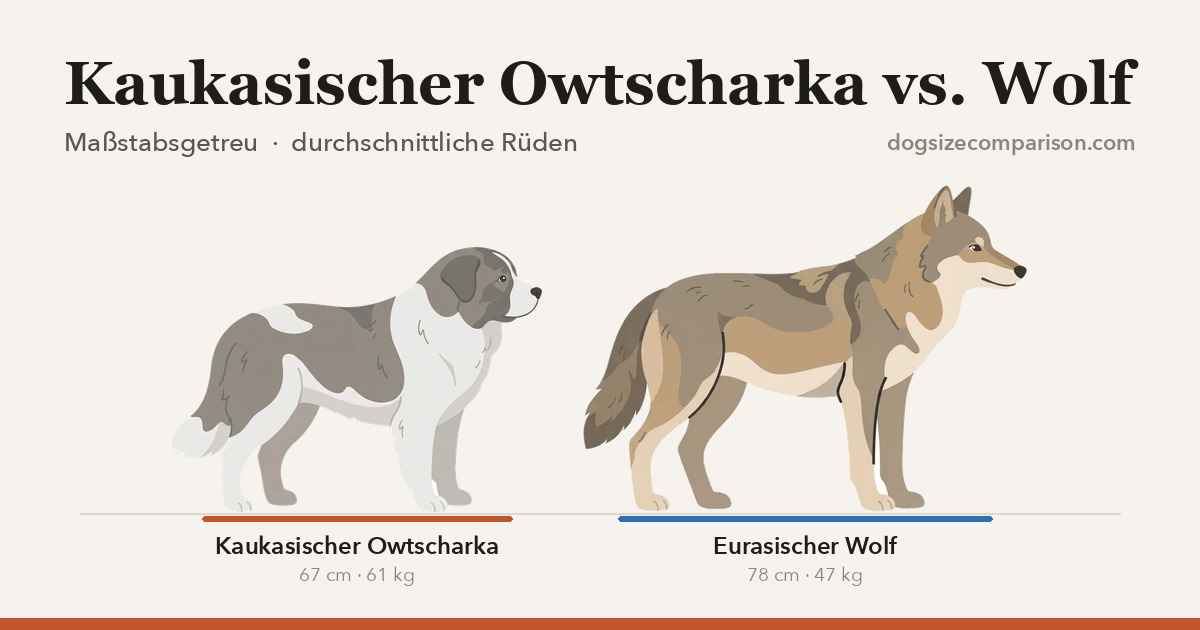 Kaukasischer Owtscharka vs. Wolf
Maßstabsgetreu · durchschnittliche Rüden
dogsizecomparison.com
Kaukasischer Owtscharka
67 cm · 61 kg
Eurasischer Wolf
78 cm · 47 kg